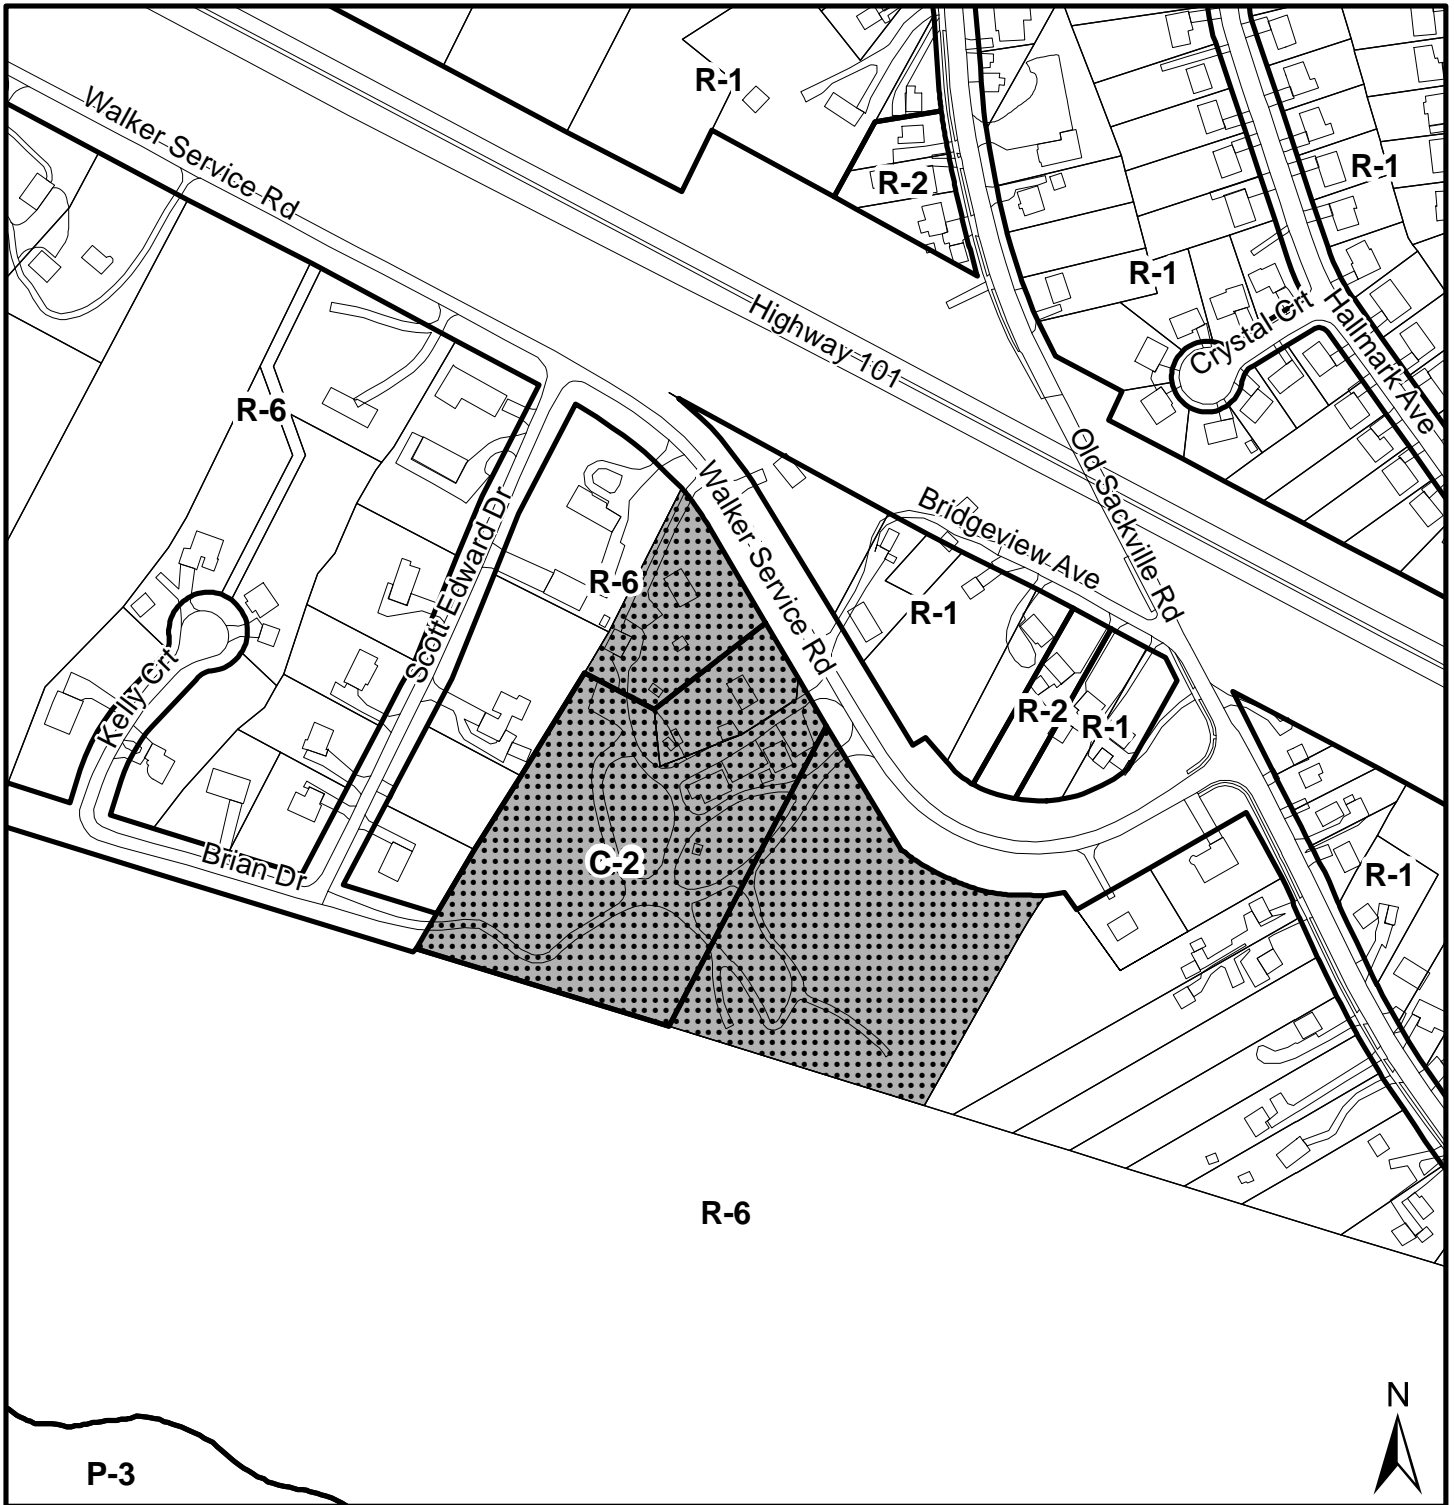 R-1
Walker Service Rd
R-2
R-1
R-1
Highway 101
Crystal Crt
Hallmark Ave
R-6
Old Sackville Rd
Walker Service Rd
Bridgeview Ave
Scott Edward Dr
R-6
R-1
Kelly Crt
R-2
R-1
Brian Dr
C-2
R-1
R-6
N
P-3